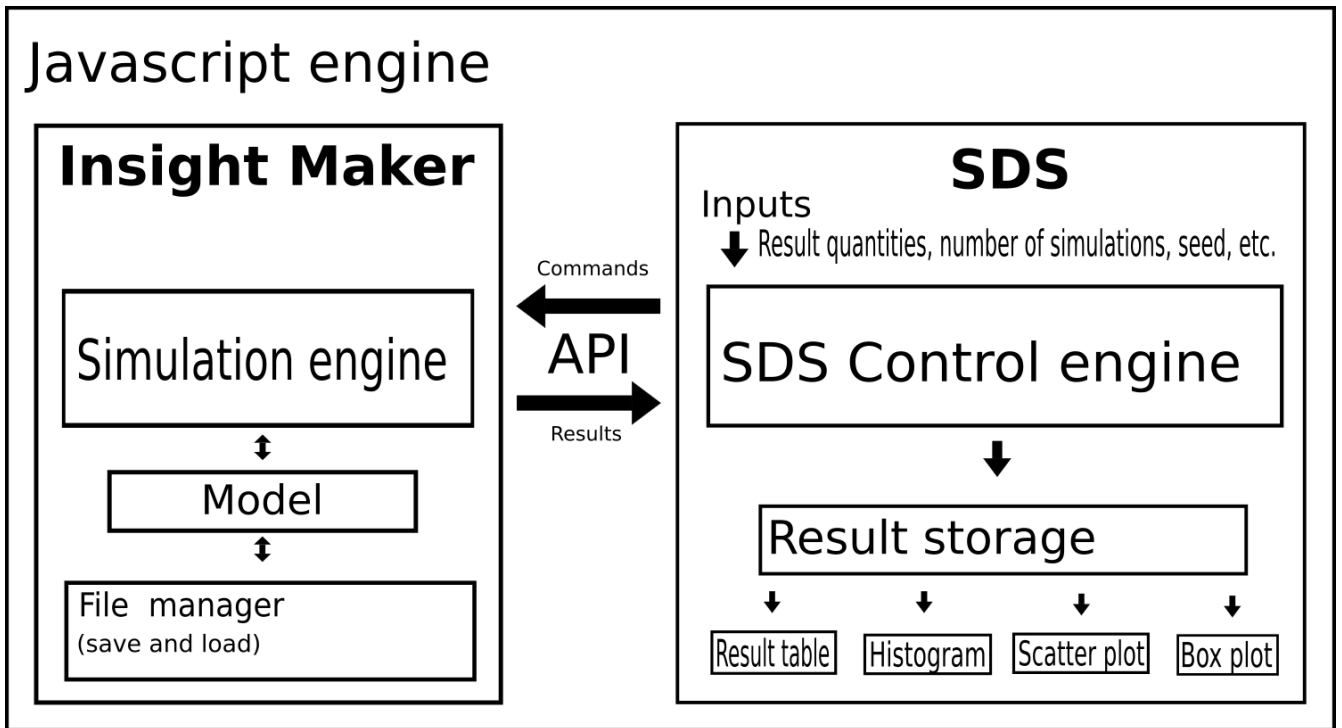 Javascript engine
Insight Maker
Simulation engine
Model
File manager
(save and load)
Commands
API
Results
SDS
Inputs
Result quantities, number of simulations, seed, etc.
SDS Control engine
Result storage
Result table
Histogram
Scatter plot
Box plot